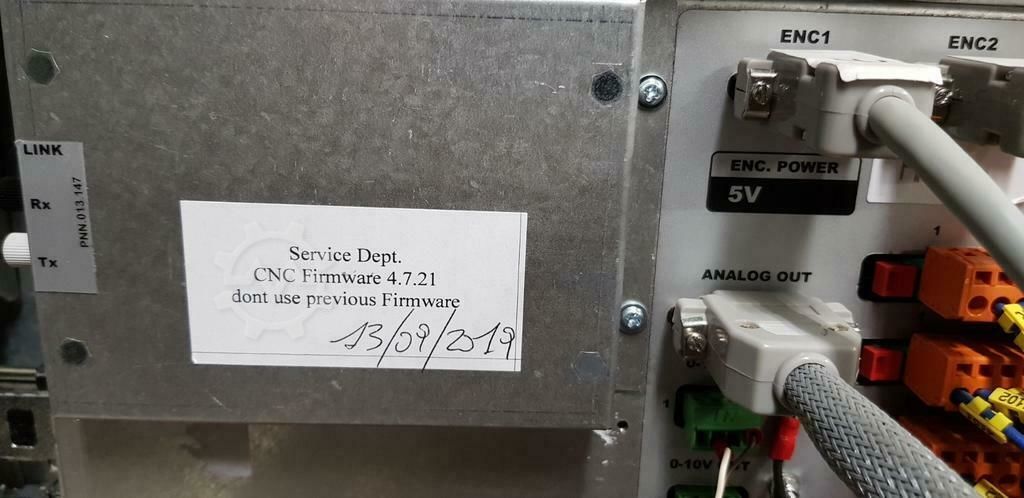 ENC1
ENC2
LINK
Rx
Tx
PNN.013.147
ENC. POWER
5V
Service Dept.
CNC Firmware 4.7.21
dont use previous Firmware
13/09/2019
ANALOG OUT
1
1
0-10V
102